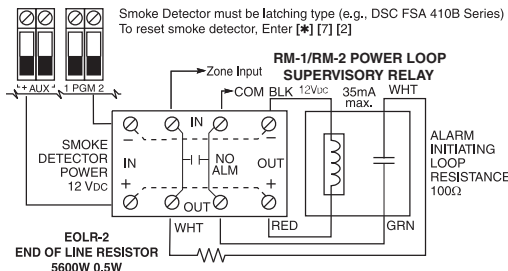 Smoke Detector must be latching type (e.g., DSC FSA 410B Series)
To reset smoke detector, Enter [✱] [7] [2]
+ AUX -
1 PGM 2
Zone Input
RM-1/RM-2 POWER LOOP
SUPERVISORY RELAY
COM BLK 12VDC 35mA max. WHT
IN
SMOKE
DETECTOR
POWER
12 VDC
- -
IN NO ALM OUT
+ +
OUT
ALARM
INITIATING
LOOP
RESISTANCE
100Ω
WHT RED GRN
EOLR-2
END OF LINE RESISTOR
5600W 0.5W